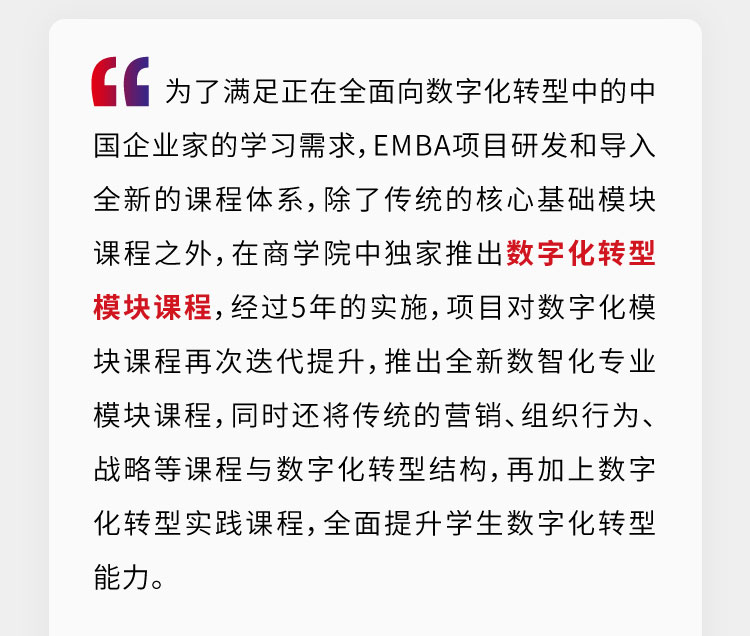 为了满足正在全面向数字化转型中的中
国企业家的学习需求，EMBA项目研发和导入
全新的课程体系，除了传统的核心基础模块
课程之外，在商学院中独家推出数字化转型
模块课程，经过5年的实施，项目对数字化模
块课程再次迭代提升，推出全新数智化专业
模块课程，同时还将传统的营销、组织行为、
战略等课程与数字化转型结构，再加上数字
化转型实践课程，全面提升学生数字化转型
能力。